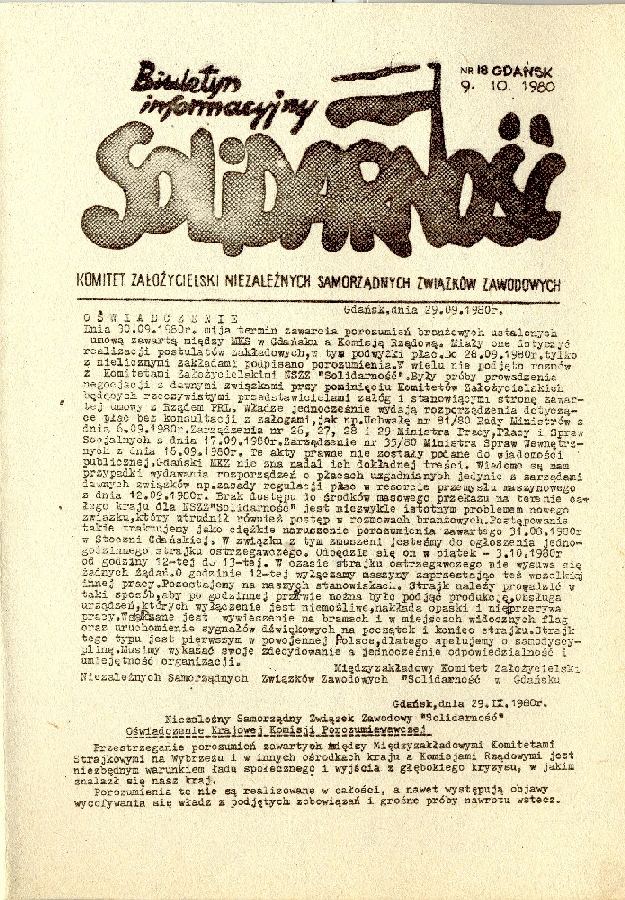 Biuletyn
informacyjny
NR 18 GDAŃSK
9. 10 1980
SOLIDARNOŚĆ
KOMITET ZAŁOŻYCIELSKI NIEZALEŻNYCH SAMORZĄDNYCH ZWIĄZKÓW ZAWODOWYCH
Gdańsk,dnia 29.09.1980r.
OŚWIADCZENIE
Dnia 30.09.1980r. mija termin zawarcia porozumień branżowych ustalonych
umową zawartą między MKS w Gdańsku a Komisją Rządową. Miały one dotyczyć
realizacji postulatów zakładowych,w tym podwyżki płac.Do 28.09.1980r.tylko
z nielicznymi zakładami podpisano porozumienia.W wielu nie podjęto rozmów
z Komitetami Założycielskimi NSZZ "Solidarność".Były próby prowadzenia
negocjacji z dawnymi związkami przy pominięciu Komitetów Założycielskich
będących rzeczywistymi przedstawicielami załóg i stanowiącymi stronę zawar-
tej umowy z Rządem PRL. Władze jednocześnie wydają rozporządzenia dotyczą-
ce płac bez konsultacji z załogami,jak np.Uchwałę nr 91/80 Rady Ministrów z
dnia 6.09.1980r.Zarządzenia nr 26, 27, 28 i 29 Ministra Pracy,Płacy i Spraw
Socjalnych z dnia 17.09.1980r.Zarządzenie nr 35/80 Ministra Spraw Wewnętrz-
nych z dnia 15.09.1980r. Te akty prawne nie zostały podane do wiadomości
publicznej.Gdański MKZ nie zna nadal ich dokładnej treści. Wiadome są nam
przypadki wydawania rozporządzeń o płacach uzgadnianych jedynie z zarządami
dawnych związków np.zasady regulacji płac w resorcie przemysłu maszynowego
z dnia 12.09.1980r. Brak dostępu do środków masowego przekazu na terenie ca-
łego kraju dla NSZZ"Solidarność" jest niezwykle istotnym problemem nowego
związku,który utrudnił również postęp w rozmowach branżowych.Postępowania
takie traktujemy jako ciężkie naruszenie porozumienia zawartego 31.08.1980r
w Stoczni Gdańskiej. W związku z tym zmuszeni jesteśmy do ogłoszenia jedno-
godzinnego strajku ostrzegawczego. Odbędzie się on w piątek - 3.10.1980r
od godziny 12-tej do 13-tej. W czasie strajku ostrzegawczego nie wysuwa się
żadnych żądań.O godzinie 12-tej wyłączamy maszyny zaprzestając też wszelkiej
innej pracy.Pozostajemy na naszych stanowiskach. Strajk należy prowadzić w
taki sposób,aby po godzinnej przerwie można było podjąć produkcję,obsługa
urządzeń,których wyłączenie jest niemożliwe,nakłada opaski i nie przerywa
pracy.Wskazane jest wywieszenie na bramach i w miejscach widocznych flag
oraz uruchomienie sygnałów dźwiękowych na początek i koniec strajku.Strajk
tego typu jest pierwszym w powojennej Polsce,dlatego apelujemy o samodyscy-
plinę.Musimy wykazać swoje zdecydowanie a jednocześnie odpowiedzialność i
umiejętność organizacji.
Międzyzakładowy Komitet Założycielski
Niezależnych Samorządnych Związków Zawodowych "Solidarność w Gdańsku
Gdańsk,dnia 29.IX.1980r.
Niezależny Samorządny Związek Zawodowy "Solidarność"
Oświadczenie Krajowej Komisji Porozumiewawczej
Przestrzeganie porozumień zawartych między Międzyzakładowymi Komitetami
Strajkowymi na Wybrzeżu i w innych ośrodkach kraju a Komisjami Rządowymi jest
niezbędnym warunkiem ładu społecznego i wyjścia z głębokiego kryzysu, w jakim
znalazł się nasz kraj.
Porozumienia te nie są realizowane w całości, a nawet występują objawy
wycofywania się władz z podjętych zobowiązań i groźne próby nawrotu wstecz.